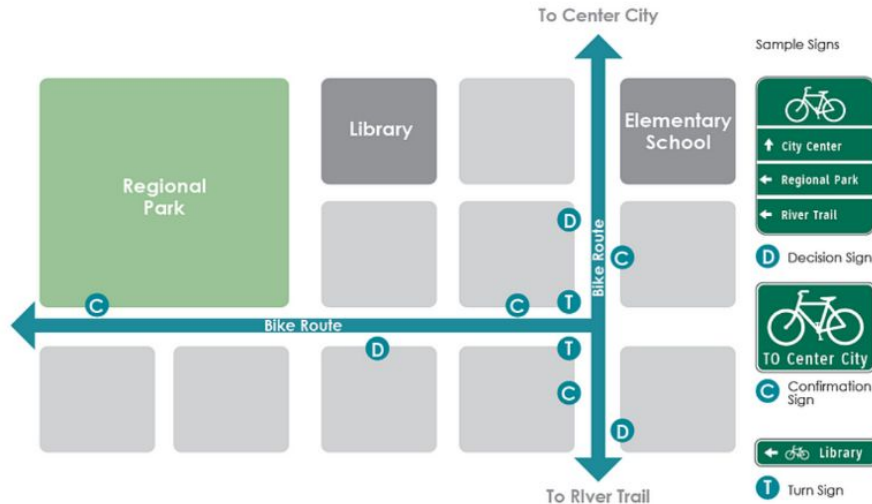 To Center City
Sample Signs
Regional
Park
Library
Elementary
School
City Center
Regional Park
River Trail
D
D Decision Sign
Bike Route
C
C
C
T
Bike Route
TO Center City
T
D
C
C Confirmation
Sign
D
Library
To River Trail
T Turn Sign